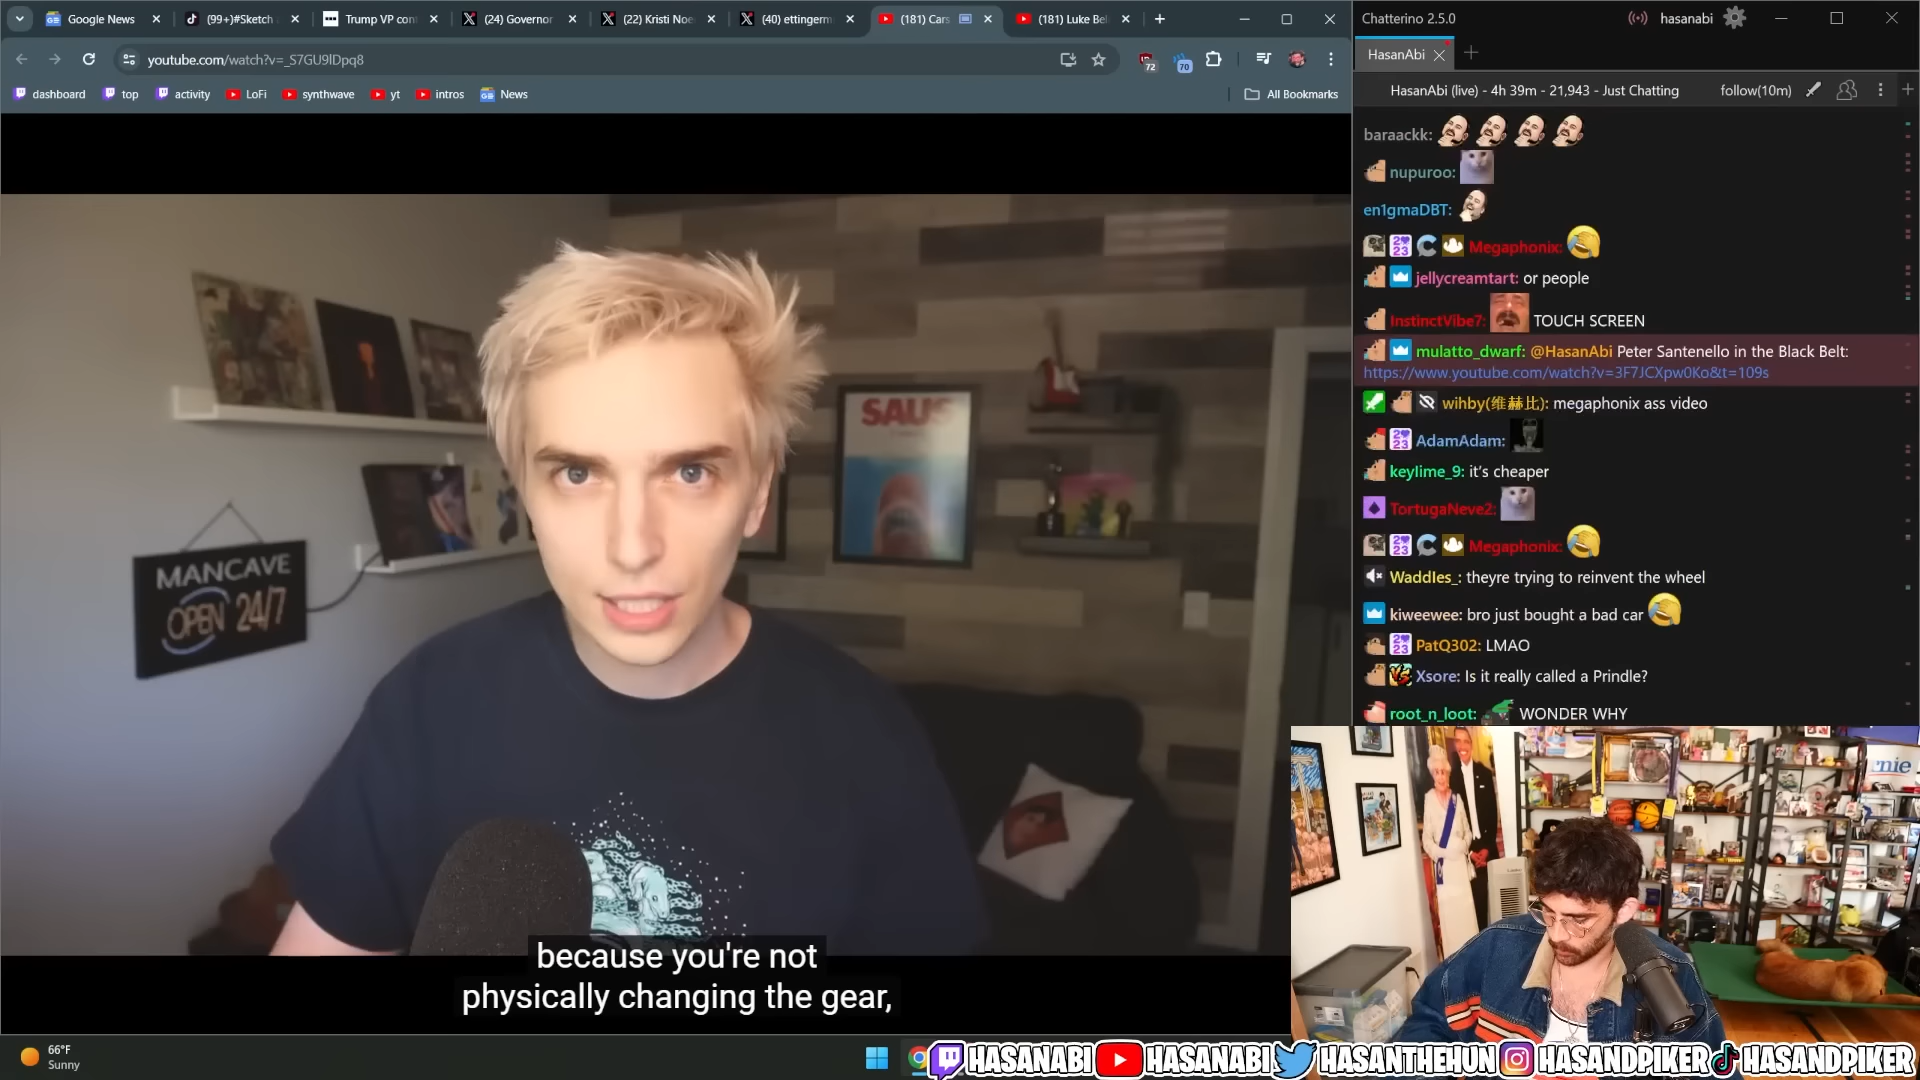 Google News
(99+)#Sketch
Trump VP con
(24) Governor
(22) Kristi Noe
(40) ettingerm
(181) Cars
(181) Luke Bel
Chatterino 2.5.0
hasanabi
youtube.com/watch?v=_S7GU9lDpq8
72
70
HasanAbi
dashboard
top
activity
LoFi
synthwave
yt
intros
News
All Bookmarks
HasanAbi (live) - 4h 39m - 21,943 - Just Chatting
follow(10m)
baraackk:
nupuroo:
en1gmaDBT:
Megaphonix:
jellycreamtart: or people
InstinctVibe7: TOUCH SCREEN
mulatto_dwarf: @HasanAbi Peter Santenello in the Black Belt:
https://www.youtube.com/watch?v=3F7JCXpw0Ko&t=109s
wihby(维赫比): megaphonix ass video
AdamAdam:
keylime_9: it's cheaper
TortugaNeve2:
Megaphonix:
Waddles_: theyre trying to reinvent the wheel
kiweewee: bro just bought a bad car
PatQ302: LMAO
Xsore: Is it really called a Prindle?
root_n_loot: WONDER WHY
SAUS
MANCAVE
OPEN 24/7
because you're not
physically changing the gear,
rnie
66°F
Sunny
HASANABI
HASANABI
HASANTHEHUN
HASANDPIKER
HASANDPIKER